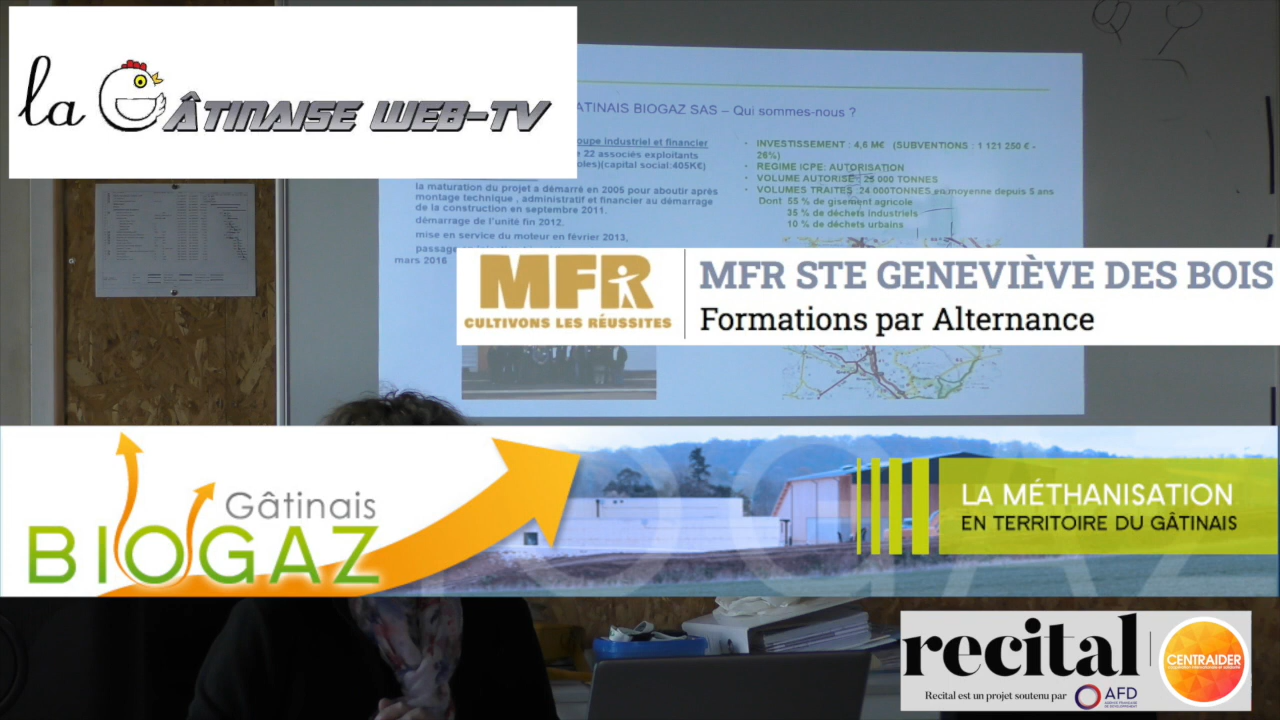 la GÂTINAISE WEB-TV
ATINAIS BIOGAZ SAS – Qui sommes-nous ?
oupe industriel et financier
22 associés exploitants
oles)(capital social:405K€)
la maturation du projet a démarré en 2005 pour aboutir après
montage technique , administratif et financier au démarrage
de la construction en septembre 2011.
démarrage de l'unité fin 2012.
mise en service du moteur en février 2013,
passage
mars 2016
• INVESTISSEMENT : 4,6 M€ (SUBVENTIONS : 1 121 250 € -
26%)
• REGIME ICPE: AUTORISATION
• VOLUME AUTORISE : 25 000 TONNES
• VOLUMES TRAITES :24 000TONNES en moyenne depuis 5 ans
Dont 55 % de gisement agricole
35 % de déchets industriels
10 % de déchets urbains
MFR
CULTIVONS LES RÉUSSITES
MFR STE GENEVIÈVE DES BOIS
Formations par Alternance
Gâtinais
BIOGAZ
LA MÉTHANISATION
EN TERRITOIRE DU GÂTINAIS
recital
Recital est un projet soutenu par
AFD
AGENCE FRANÇAISE
DE DÉVELOPPEMENT
CENTRAIDER